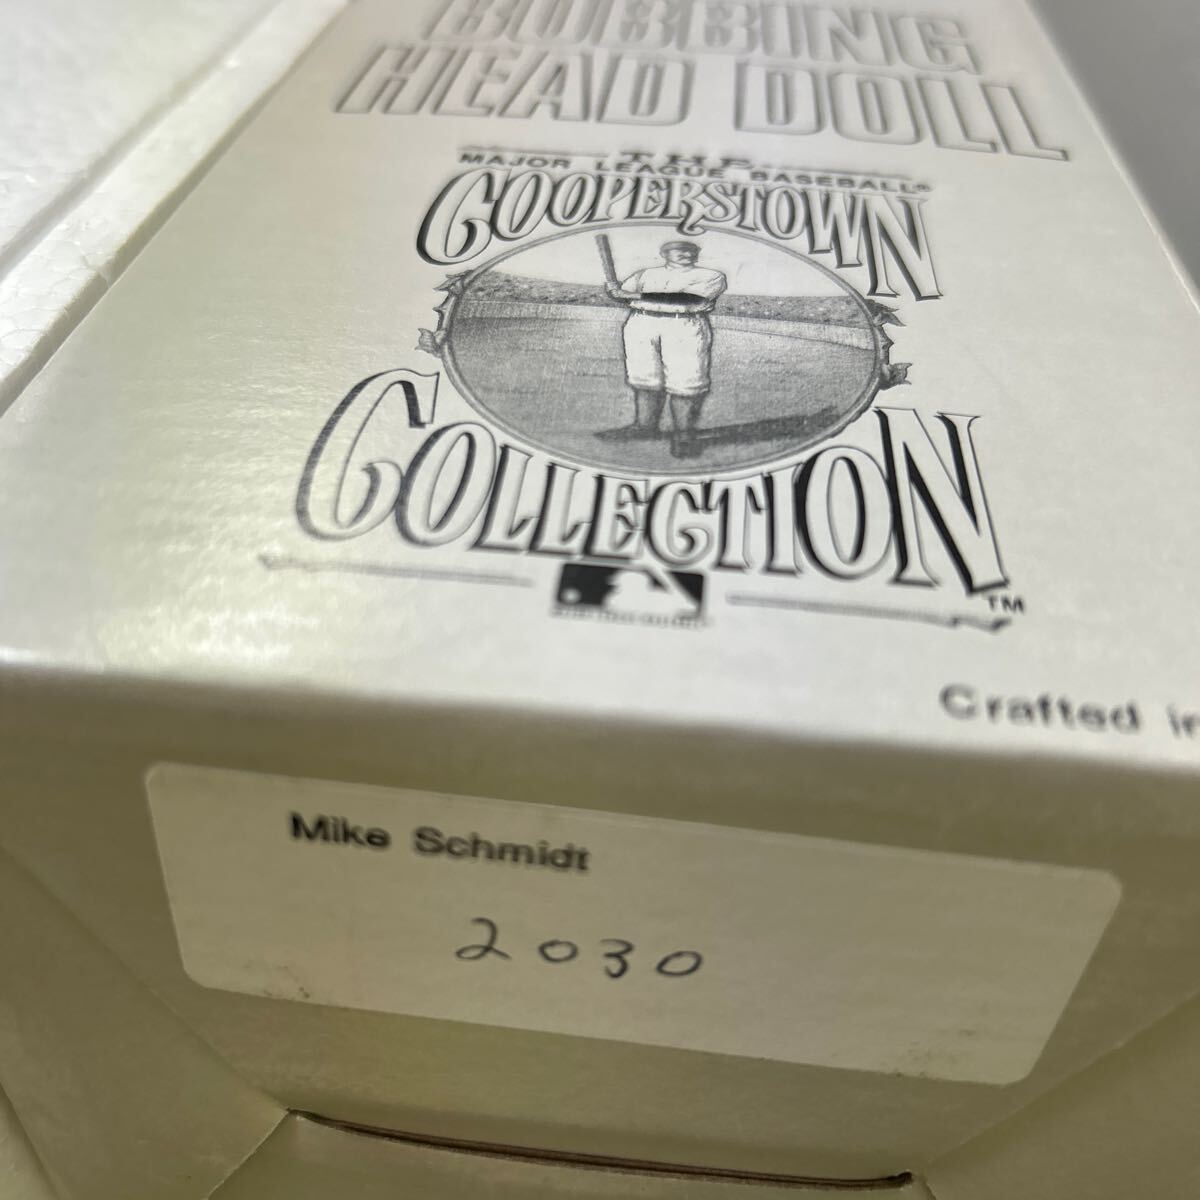 BOBBING
HEAD DOLL
THE
MAJOR LEAGUE BASEBALL®
COOPERSTOWN
COLLECTION
TM
Crafted in
Mike Schmidt
2030